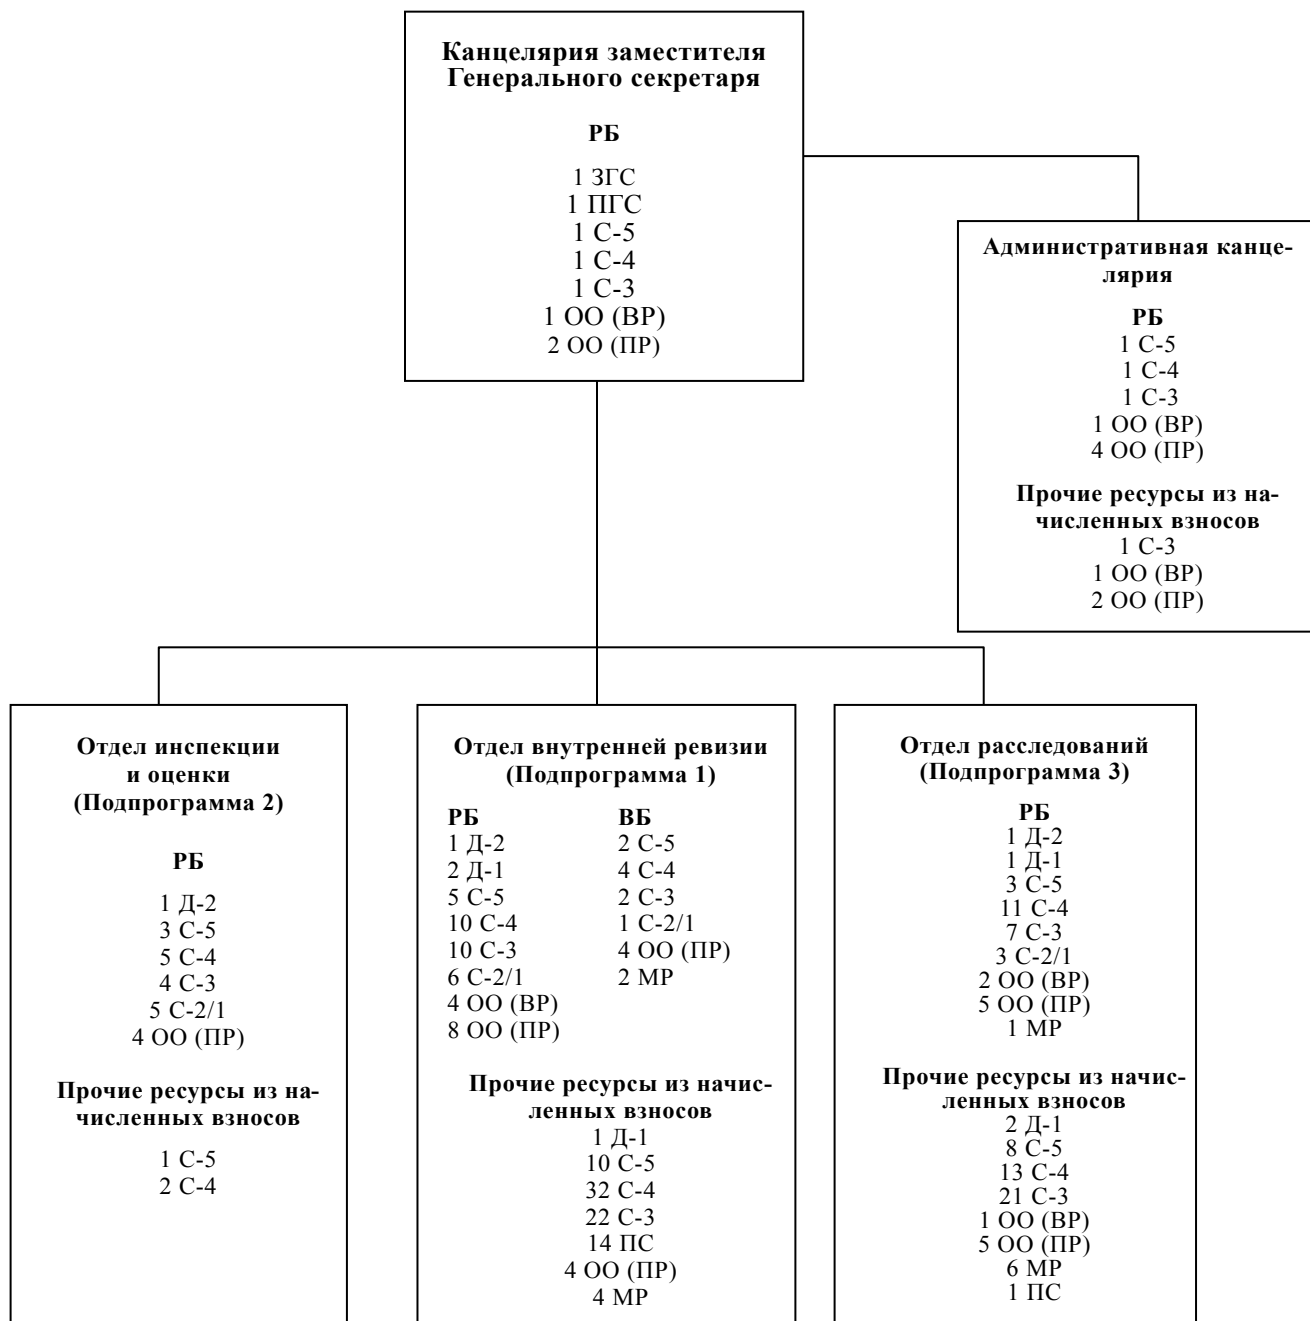 Канцелярия заместителя
Генерального секретаря
РБ
1 ЗГС
1 ПГС
1 С-5
1 С-4
1 С-3
1 ОО (ВР)
2 ОО (ПР)
Административная канце-
лярия
РБ
1 С-5
1 С-4
1 С-3
1 ОО (ВР)
4 ОО (ПР)
Прочие ресурсы из на-
численных взносов
1 С-3
1 ОО (ВР)
2 ОО (ПР)
Отдел инспекции
и оценки
(Подпрограмма 2)
РБ
1 Д-2
3 С-5
5 С-4
4 С-3
5 С-2/1
4 ОО (ПР)
Прочие ресурсы из на-
численных взносов
1 С-5
2 С-4
Отдел внутренней ревизии
(Подпрограмма 1)
РБ
1 Д-2
2 Д-1
5 С-5
10 С-4
10 С-3
6 С-2/1
4 ОО (ВР)
8 ОО (ПР)
ВБ
2 С-5
4 С-4
2 С-3
1 С-2/1
4 ОО (ПР)
2 МР
Прочие ресурсы из начис-
ленных взносов
1 Д-1
10 С-5
32 С-4
22 С-3
14 ПС
4 ОО (ПР)
4 МР
Отдел расследований
(Подпрограмма 3)
РБ
1 Д-2
1 Д-1
3 С-5
11 С-4
7 С-3
3 С-2/1
2 ОО (ВР)
5 ОО (ПР)
1 МР
Прочие ресурсы из начис-
ленных взносов
2 Д-1
8 С-5
13 С-4
21 С-3
1 ОО (ВР)
5 ОО (ПР)
6 МР
1 ПС